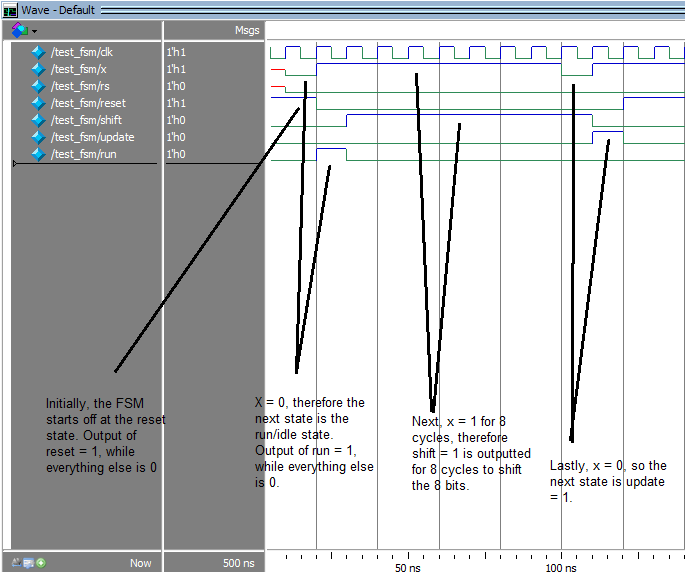 Wave - Default
Msgs
/test_fsm/clk 1'h1
/test_fsm/x 1'h1
/test_fsm/rs 1'h0
/test_fsm/reset 1'h1
/test_fsm/shift 1'h0
/test_fsm/update 1'h0
/test_fsm/run 1'h0
Initially, the FSM
starts off at the reset
state. Output of
reset = 1, while
everything else is 0
X = 0, therefore the
next state is the
run/idle state.
Output of run = 1,
while everything else
is 0.
Next, x = 1 for 8
cycles, therefore
shift = 1 is outputted
for 8 cycles to shift
the 8 bits.
Lastly, x = 0, so the
next state is update
= 1.
Now 500 ns
50 ns 100 ns